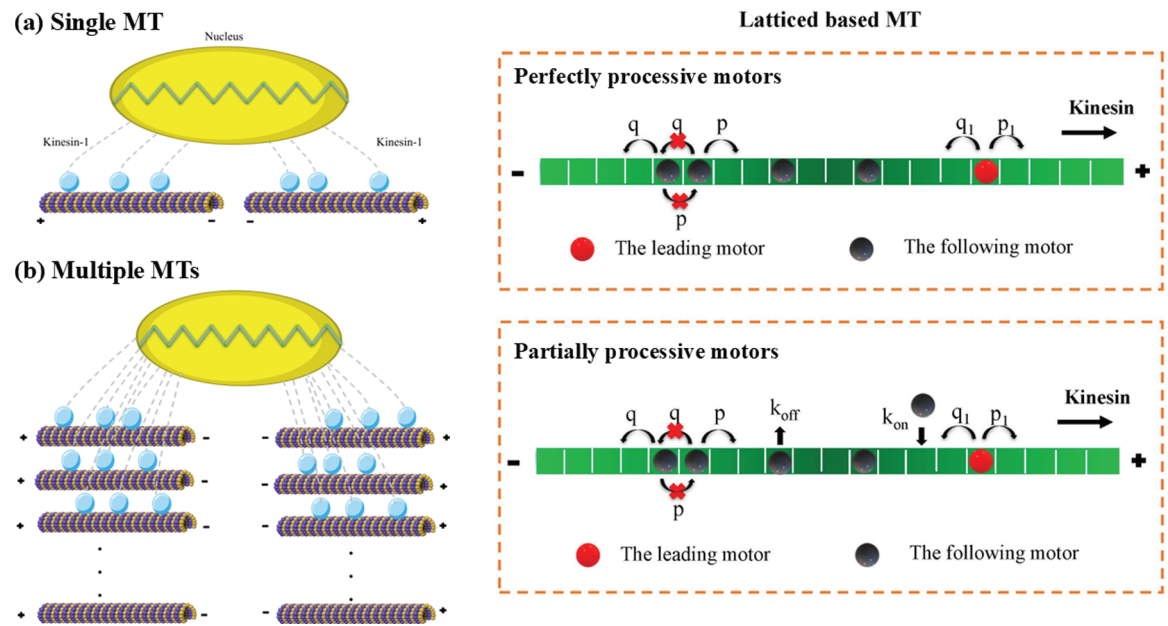 (a) Single MT
Nucleus
Kinesin-1
Kinesin-1
+ - - +
(b) Multiple MTs
+ - - +
+ - - +
+ - - +
+ - - +
Latticed based MT
Perfectly processive motors
q q p q₁ p₁ Kinesin
- +
p
The leading motor The following motor
Partially processive motors
q q p kₒff kₒₙ q₁ p₁ Kinesin
- +
p
The leading motor The following motor